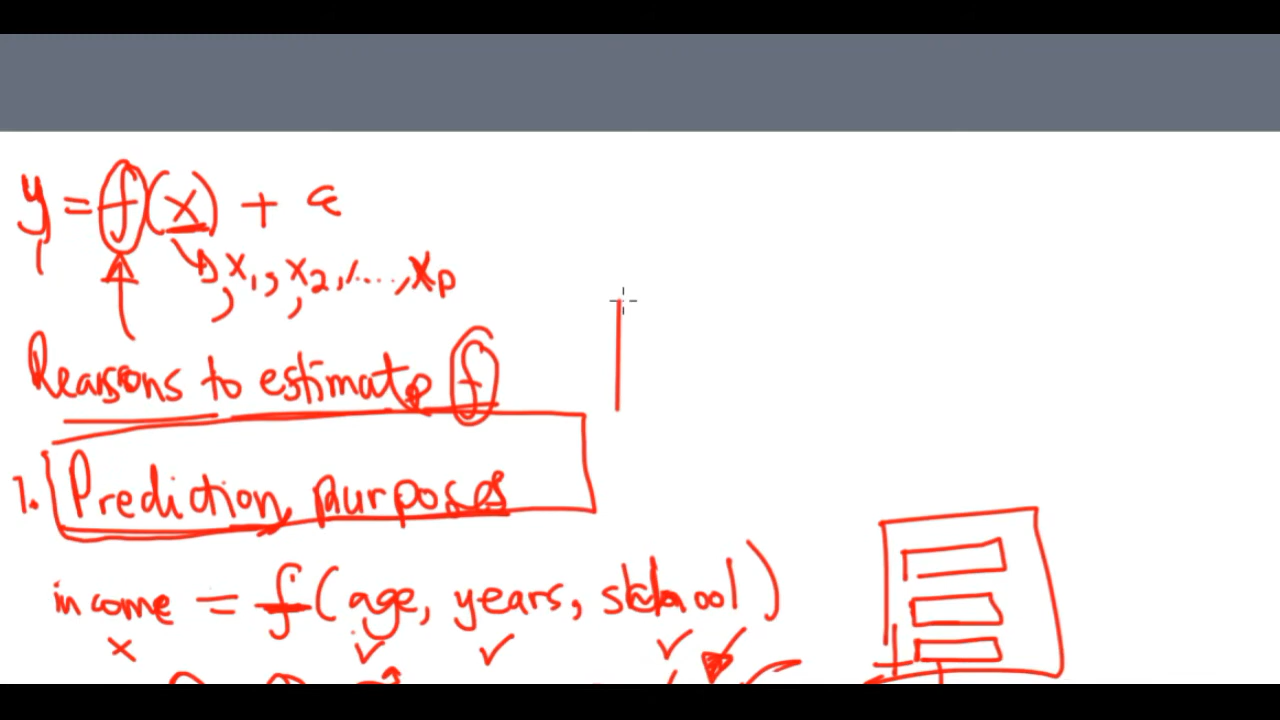 y = f(x) + ε
x1, x2, ..., xp
Reasons to estimate f
1. Prediction purposes
income = f(age, years, school)